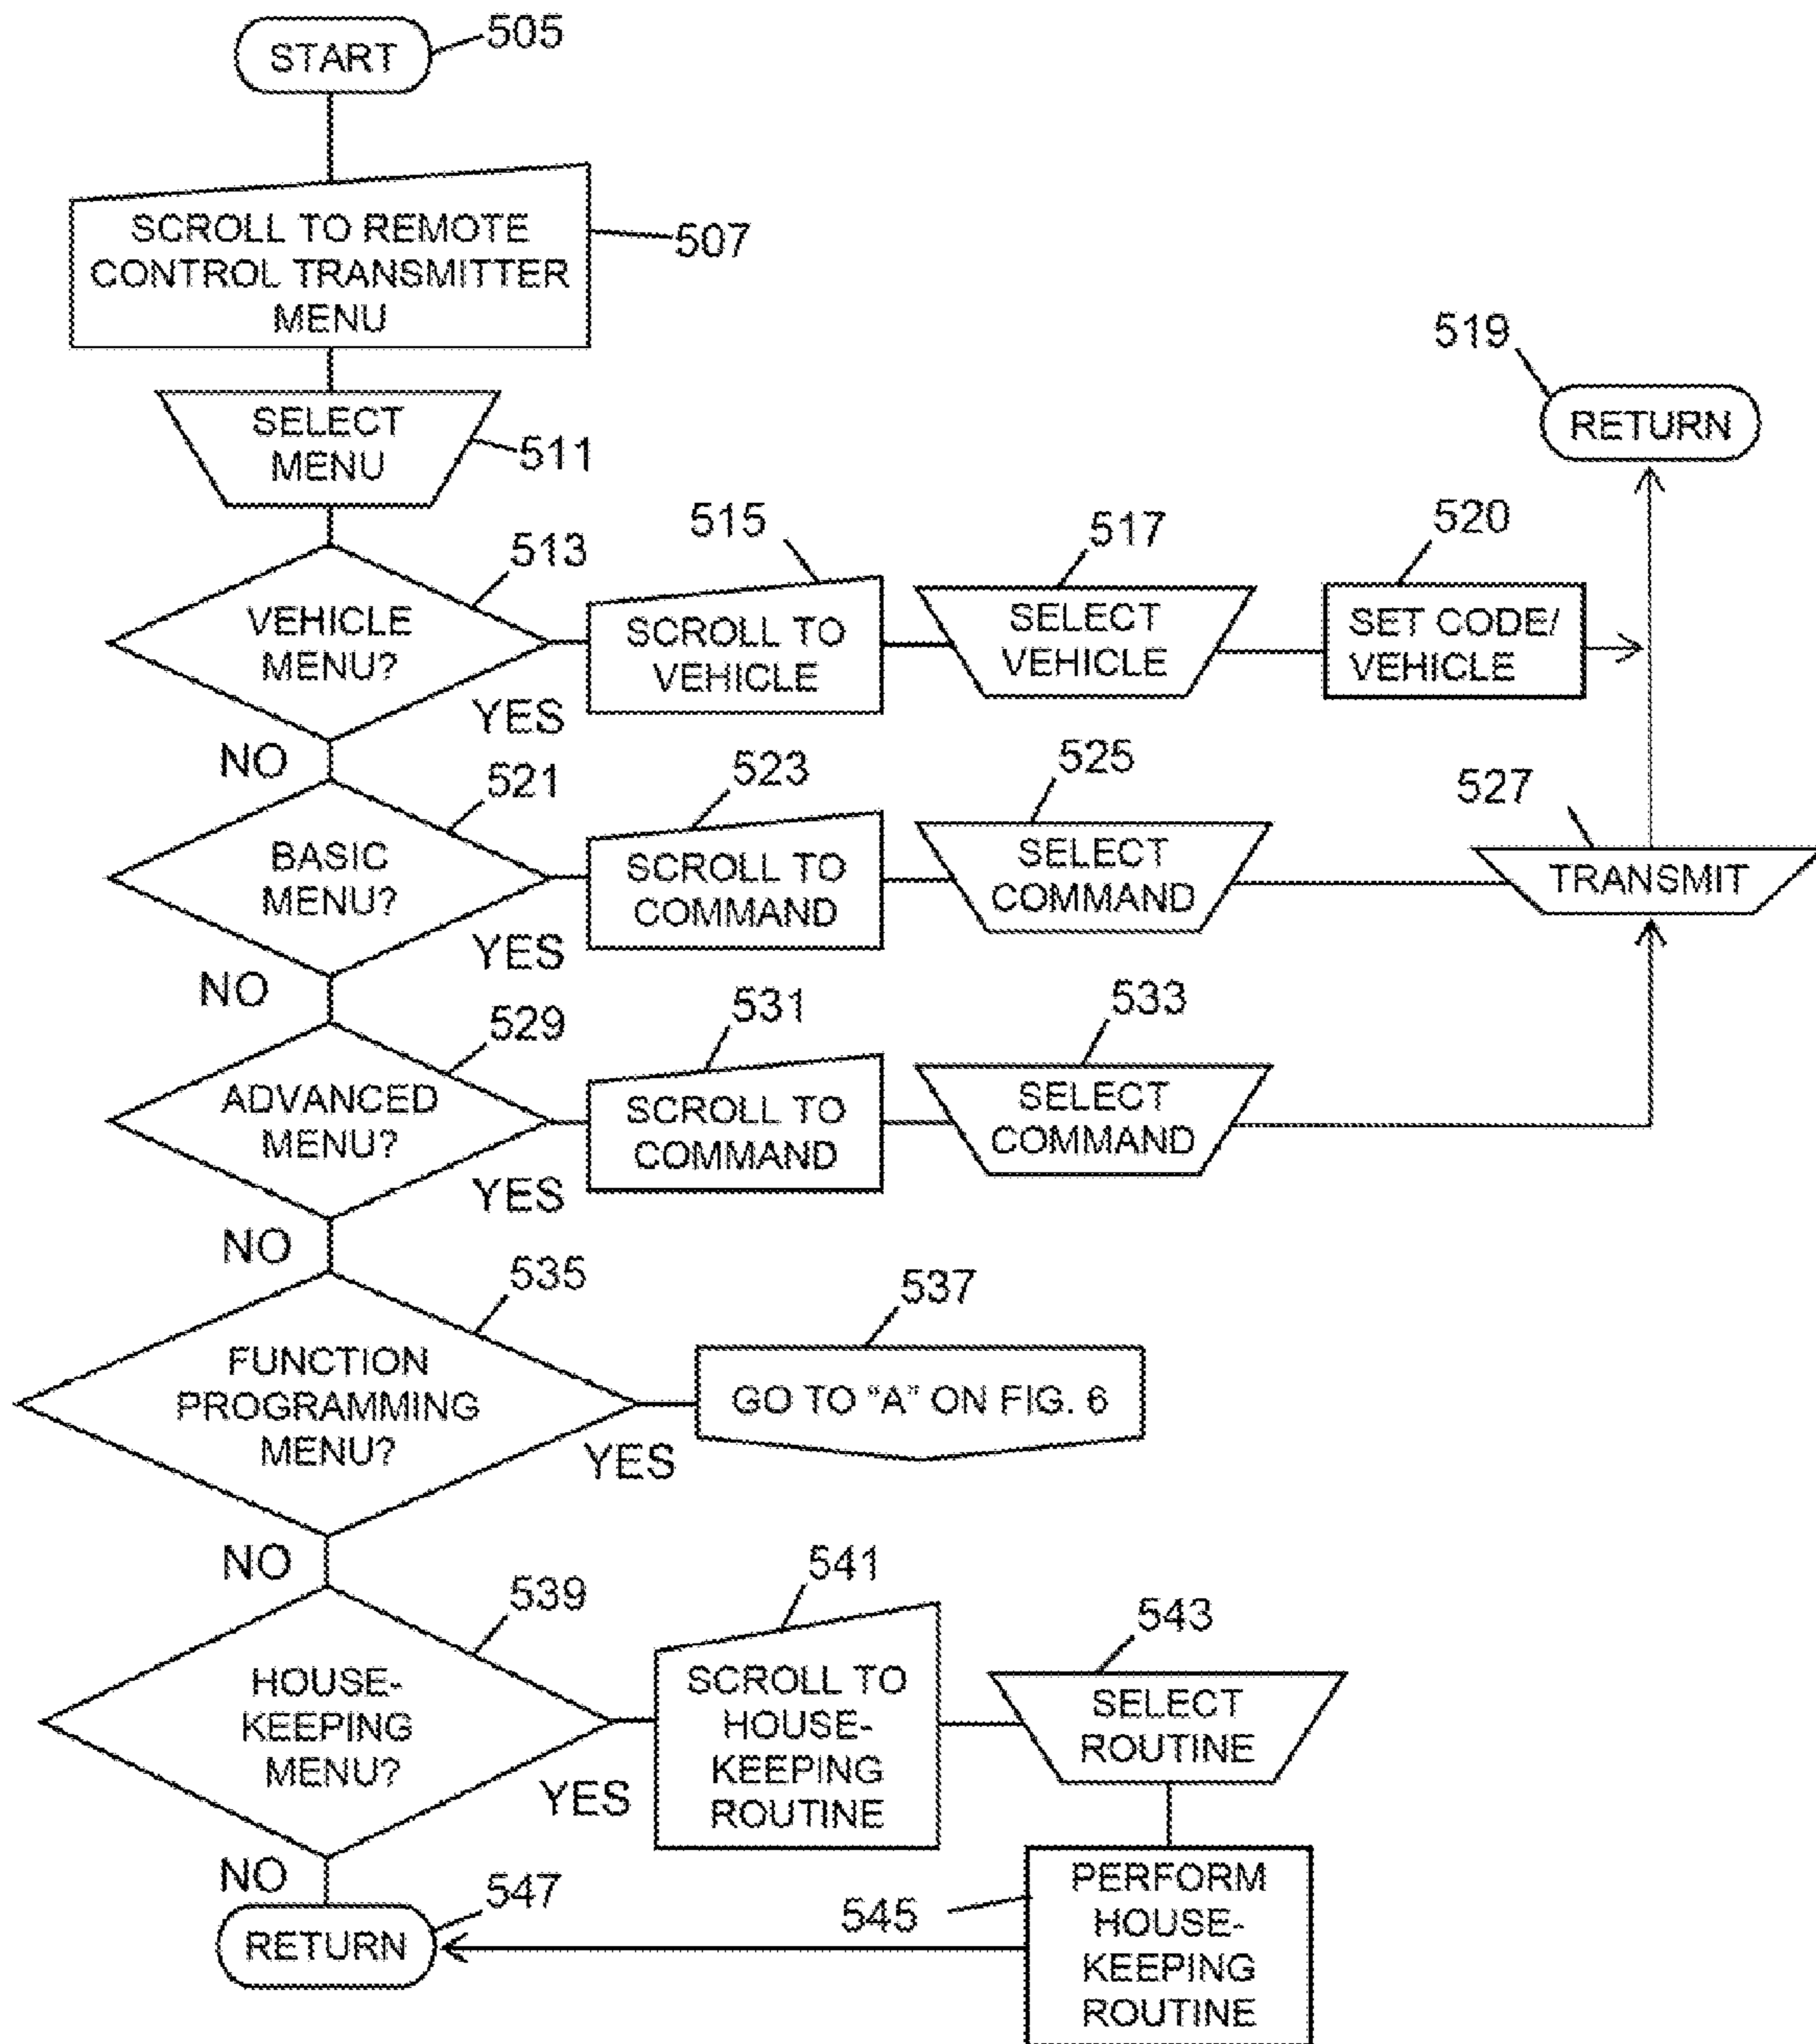 START
505
SCROLL TO REMOTE
CONTROL TRANSMITTER
MENU
507
SELECT
MENU
511
519
RETURN
VEHICLE
MENU?
513
YES
NO
515
SCROLL TO
VEHICLE
517
SELECT
VEHICLE
520
SET CODE/
VEHICLE
BASIC
MENU?
521
YES
NO
523
SCROLL TO
COMMAND
525
SELECT
COMMAND
527
TRANSMIT
ADVANCED
MENU?
529
YES
NO
531
SCROLL TO
COMMAND
533
SELECT
COMMAND
FUNCTION
PROGRAMMING
MENU?
535
YES
NO
537
GO TO “A” ON FIG. 6
HOUSE-
KEEPING
MENU?
539
YES
NO
541
SCROLL TO
HOUSE-
KEEPING
ROUTINE
543
SELECT
ROUTINE
545
PERFORM
HOUSE-
KEEPING
ROUTINE
547
RETURN